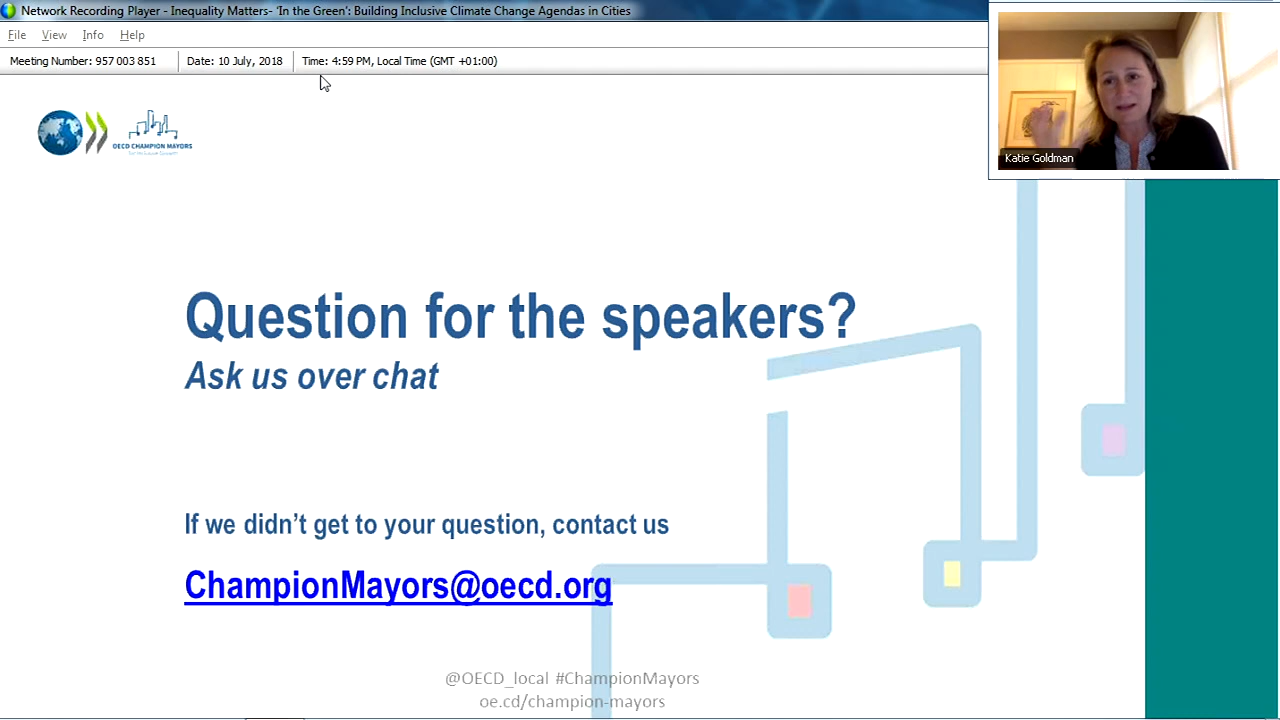 Network Recording Player - Inequality Matters- 'In the Green': Building Inclusive Climate Change Agendas in Cities
File View Info Help
Meeting Number: 957 003 851 Date: 10 July, 2018 Time: 4:59 PM, Local Time (GMT +01:00)
Katie Goldman
OECD CHAMPION MAYORS
Question for the speakers?
Ask us over chat
If we didn't get to your question, contact us
ChampionMayors@oecd.org
@OECD_local #ChampionMayors
oe.cd/champion-mayors